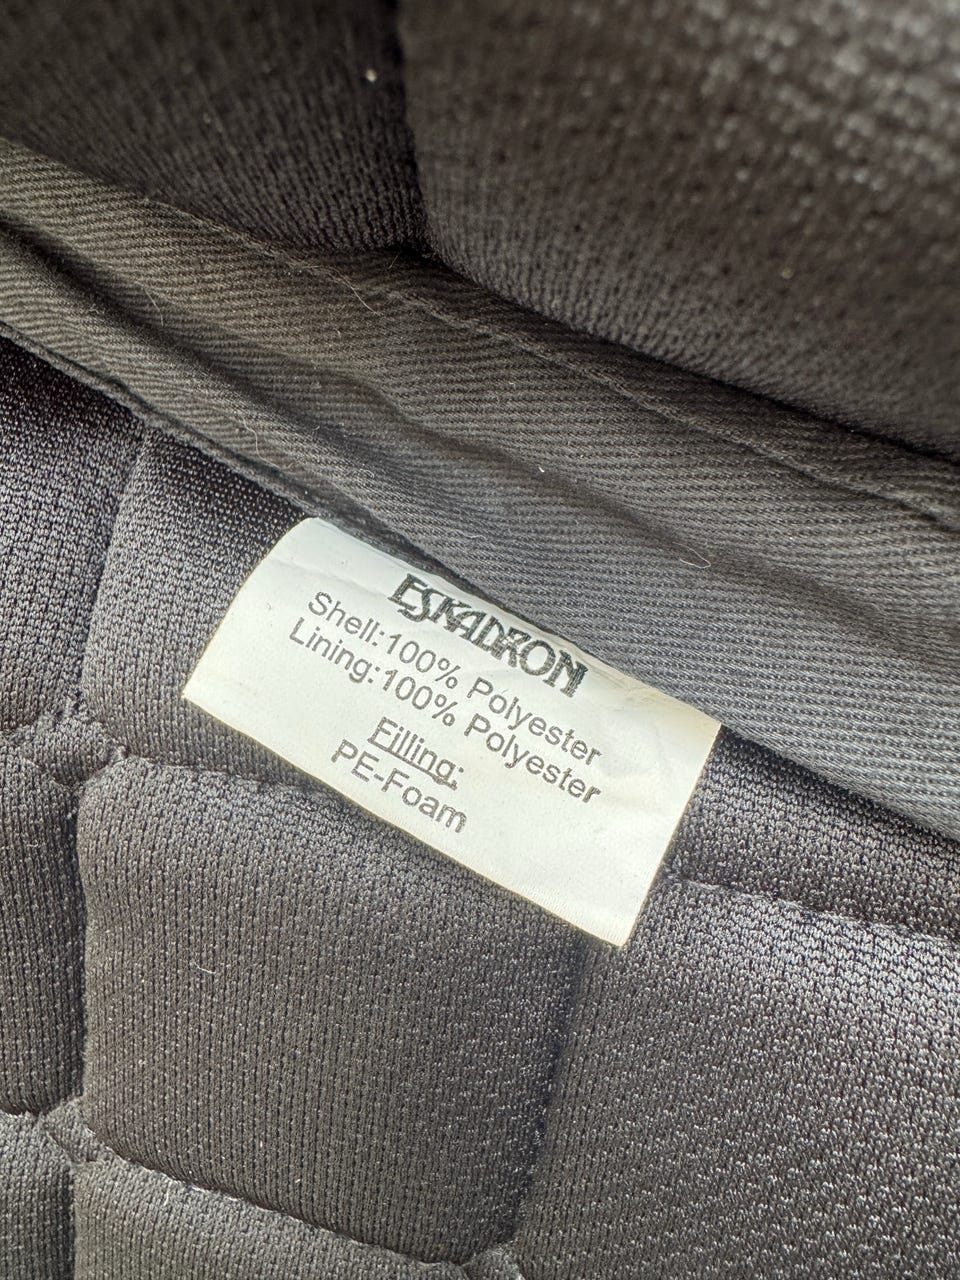 ESKADRON
Shell:100% Polyester
Lining:100% Polyester
Filling:
PE-Foam